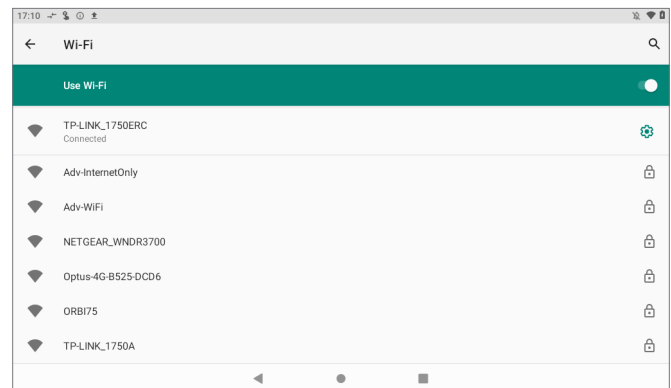 17:10
Wi-Fi
Use Wi-Fi
TP-LINK_1750ERC
Connected
Adv-InternetOnly
Adv-WiFi
NETGEAR_WNDR3700
Optus-4G-B525-DCD6
ORBI75
TP-LINK_1750A